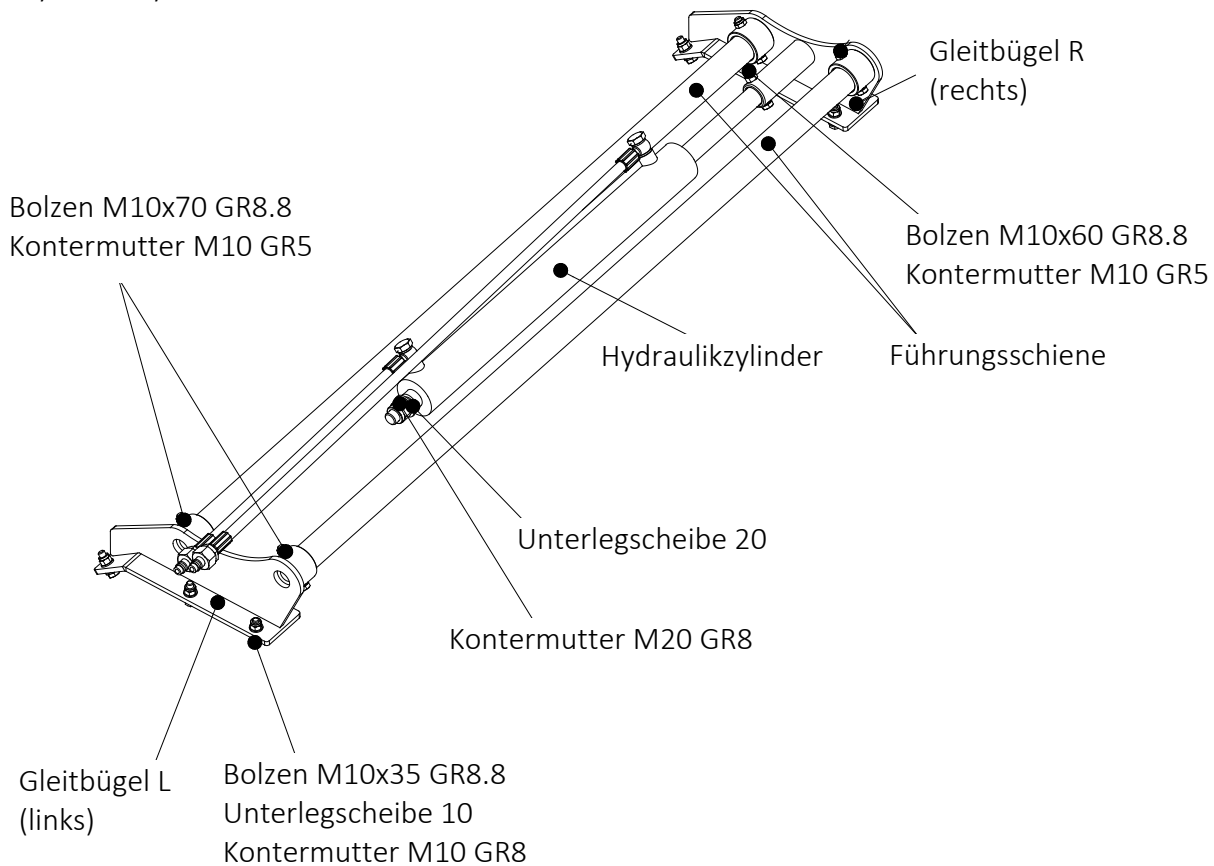 Gleitbügel R
(rechts)
Bolzen M10x70 GR8.8
Kontermutter M10 GR5
Bolzen M10x60 GR8.8
Kontermutter M10 GR5
Hydraulikzylinder
Führungsschiene
Unterlegscheibe 20
Kontermutter M20 GR8
Gleitbügel L
(links)
Bolzen M10x35 GR8.8
Unterlegscheibe 10
Kontermutter M10 GR8